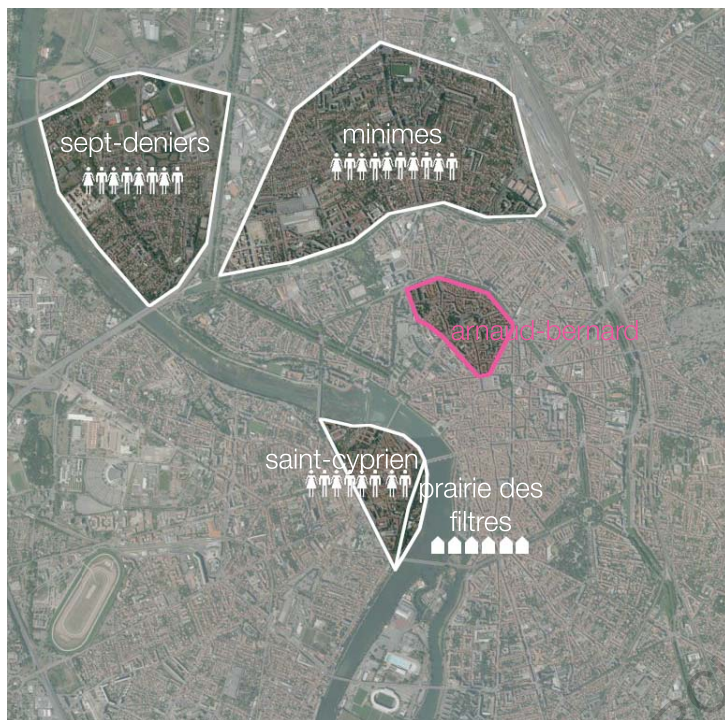 sept-deniers
minimes
arnaud-bernard
saint-cyprien
prairie des
filtres